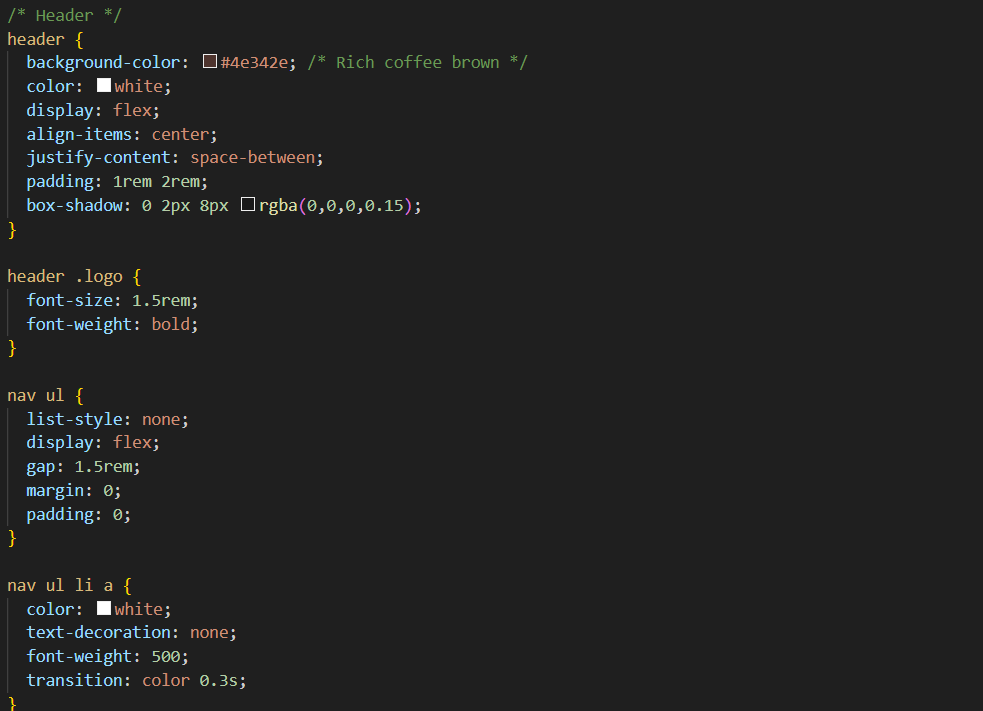 /* Header */
header {
  background-color: #4e342e; /* Rich coffee brown */
  color: white;
  display: flex;
  align-items: center;
  justify-content: space-between;
  padding: 1rem 2rem;
  box-shadow: 0 2px 8px rgba(0,0,0,0.15);
}

header .logo {
  font-size: 1.5rem;
  font-weight: bold;
}

nav ul {
  list-style: none;
  display: flex;
  gap: 1.5rem;
  margin: 0;
  padding: 0;
}

nav ul li a {
  color: white;
  text-decoration: none;
  font-weight: 500;
  transition: color 0.3s;
}